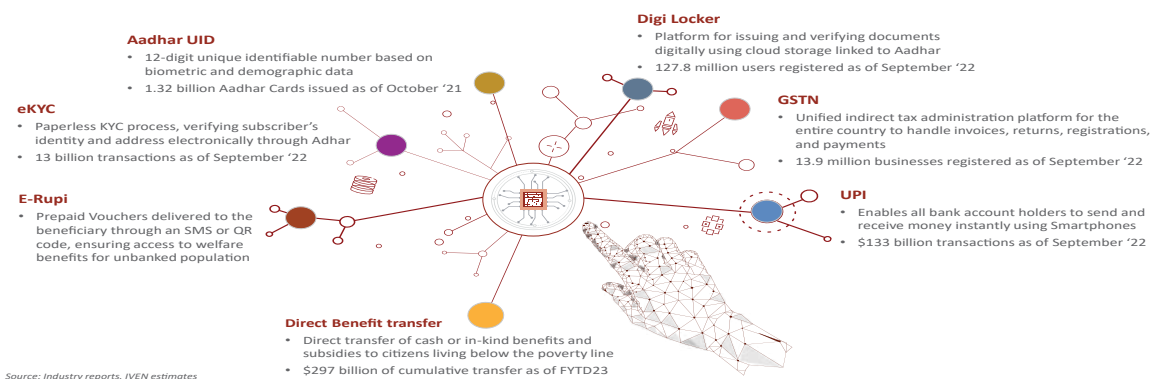 Aadhar UID
• 12-digit unique identifiable number based on
biometric and demographic data
• 1.32 billion Aadhar Cards issued as of October ‘21
Digi Locker
• Platform for issuing and verifying documents
digitally using cloud storage linked to Aadhar
• 127.8 million users registered as of September ‘22
eKYC
• Paperless KYC process, verifying subscriber’s
identity and address electronically through Adhar
• 13 billion transactions as of September ‘22
GSTN
• Unified indirect tax administration platform for the
entire country to handle invoices, returns, registrations,
and payments
• 13.9 million businesses registered as of September ‘22
E-Rupi
• Prepaid Vouchers delivered to the
beneficiary through an SMS or QR
code, ensuring access to welfare
benefits for unbanked population
UPI
• Enables all bank account holders to send and
receive money instantly using Smartphones
• $133 billion transactions as of September ‘22
Direct Benefit transfer
• Direct transfer of cash or in-kind benefits and
subsidies to citizens living below the poverty line
• $297 billion of cumulative transfer as of FYTD23
Source: Industry reports, IVEN estimates